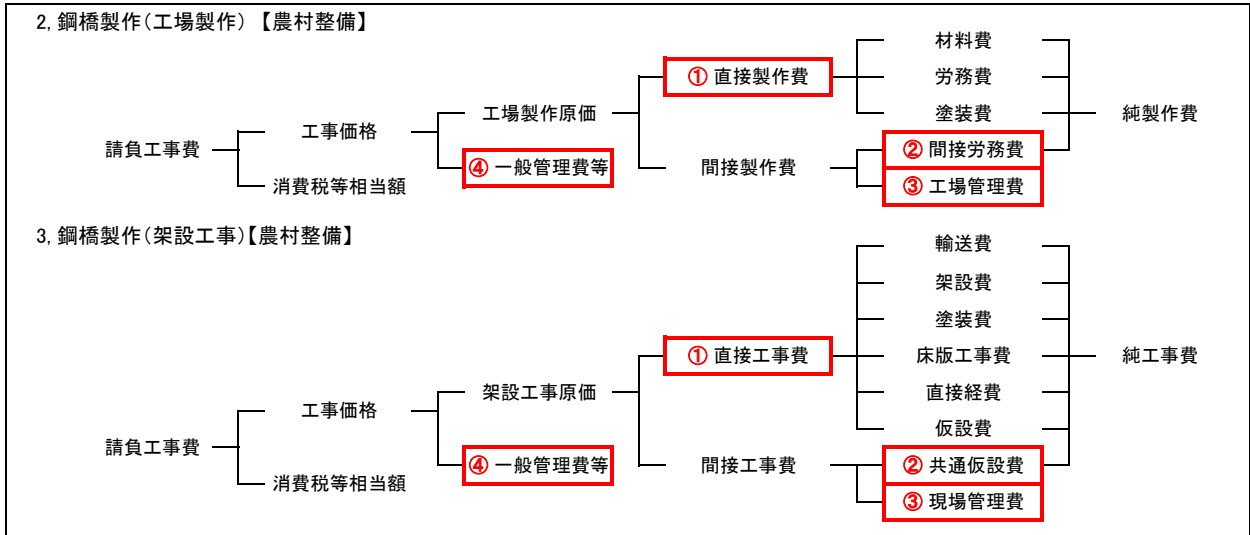 2, 鋼橋製作(工場製作) 【農村整備】
材料費
① 直接製作費
労務費
工場製作原価
塗装費
純製作費
工事価格
請負工事費
② 間接労務費
④ 一般管理費等
間接製作費
消費税等相当額
③ 工場管理費
3, 鋼橋製作(架設工事)【農村整備】
輸送費
架設費
塗装費
① 直接工事費
床版工事費
純工事費
架設工事原価
直接経費
工事価格
仮設費
請負工事費
④ 一般管理費等
間接工事費
② 共通仮設費
消費税等相当額
③ 現場管理費